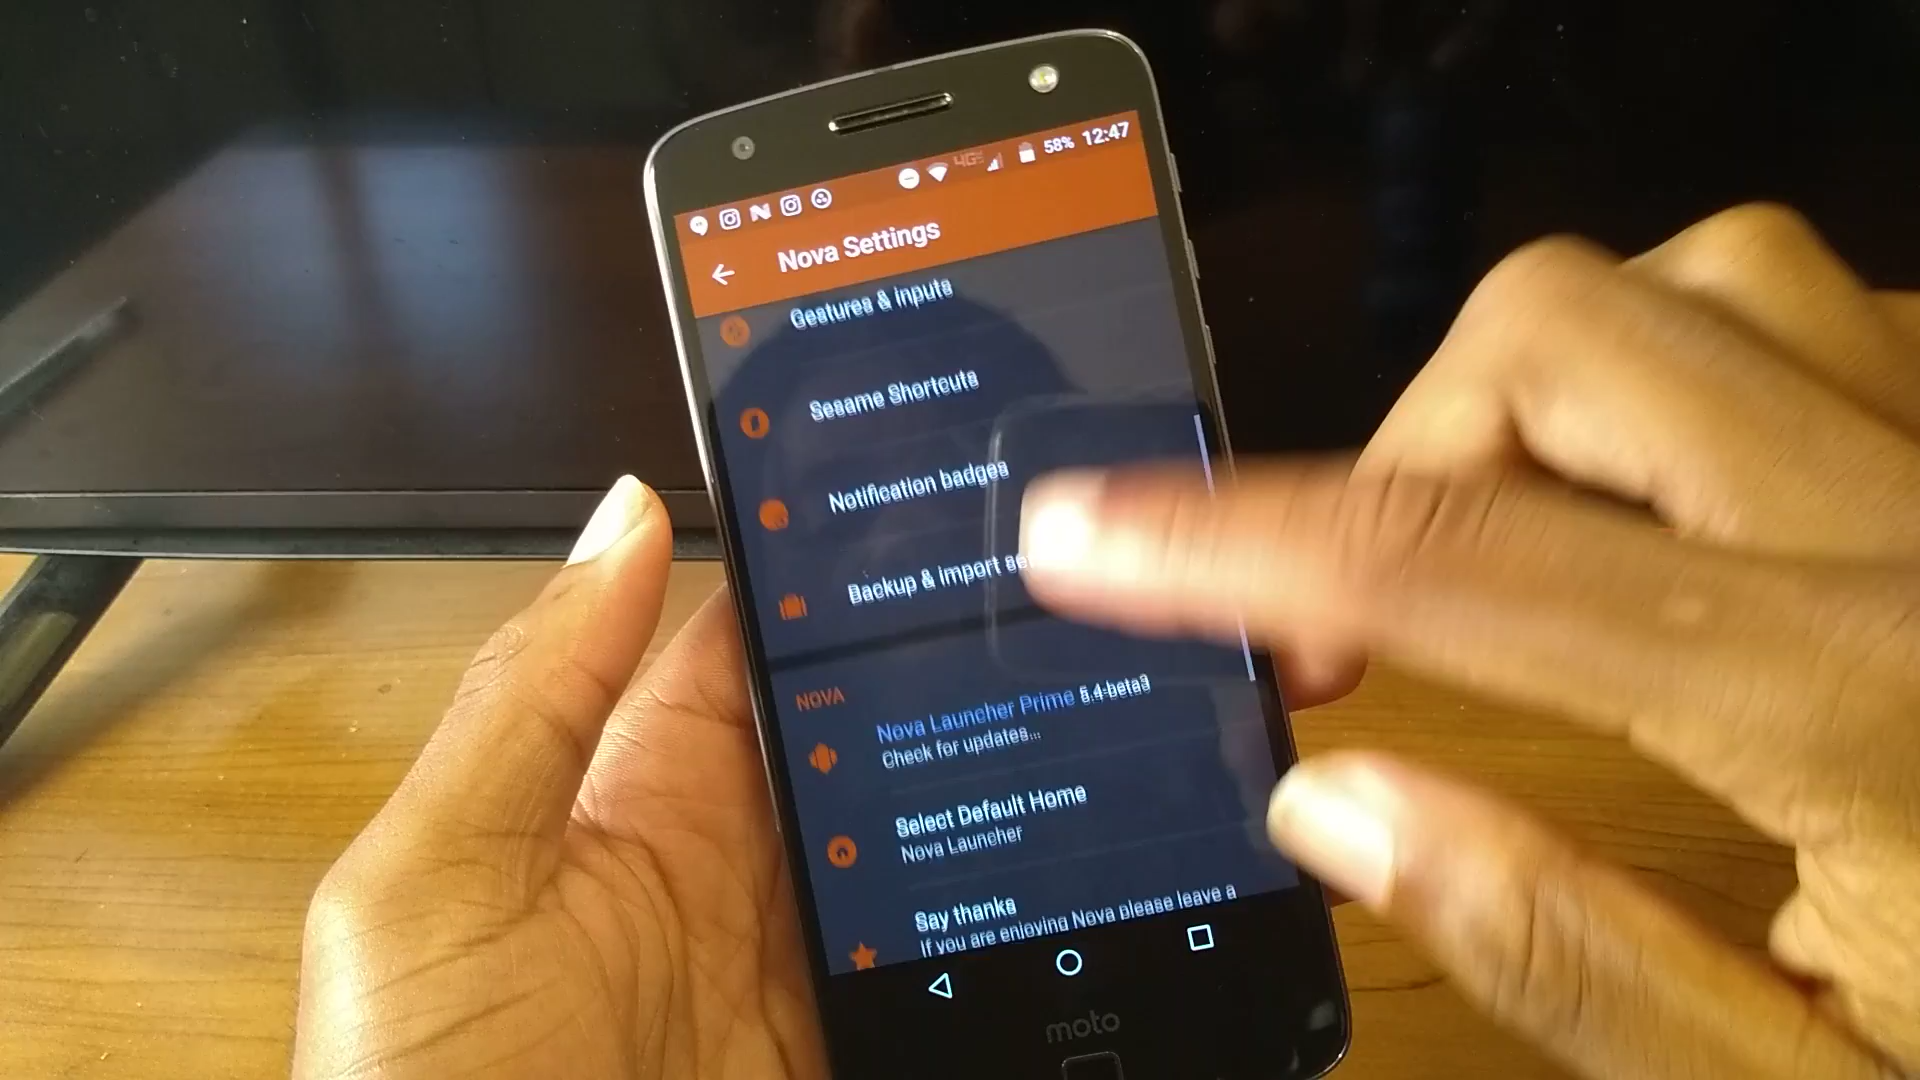 4G 58% 12:47
Nova Settings
Gestures & inputs
Sesame Shortcuts
Notification badges
Backup & import
NOVA
Nova Launcher Prime 5.4-beta3
Check for updates...
Select Default Home
Nova Launcher
Say thanks
If you are enjoying Nova please leave a
moto